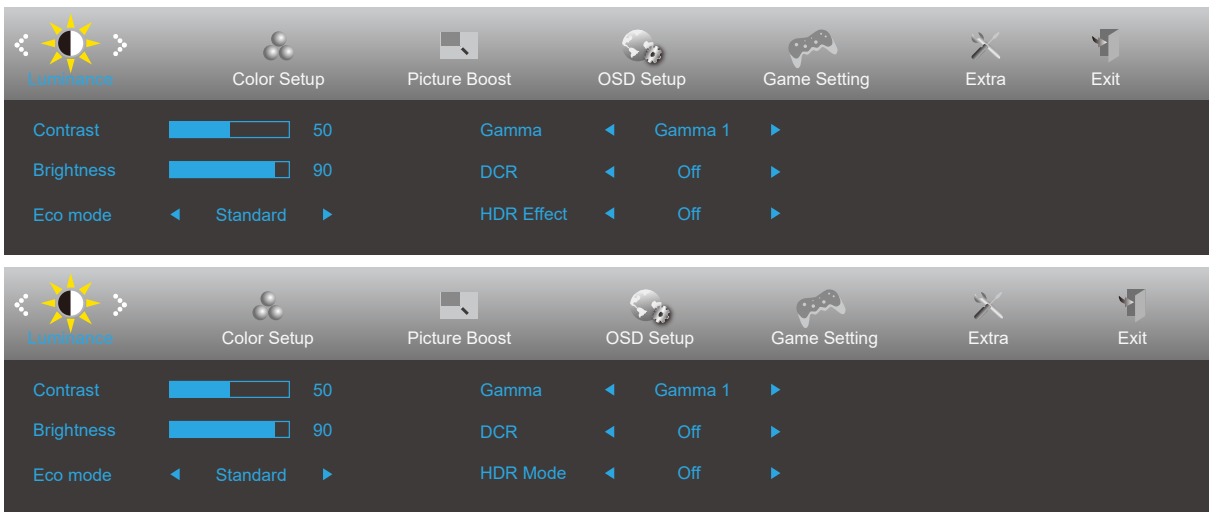 Luminance Color Setup Picture Boost OSD Setup Game Setting Extra Exit
Contrast 50 Gamma Gamma 1
Brightness 90 DCR Off
Eco mode Standard HDR Effect Off
Luminance Color Setup Picture Boost OSD Setup Game Setting Extra Exit
Contrast 50 Gamma Gamma 1
Brightness 90 DCR Off
Eco mode Standard HDR Mode Off